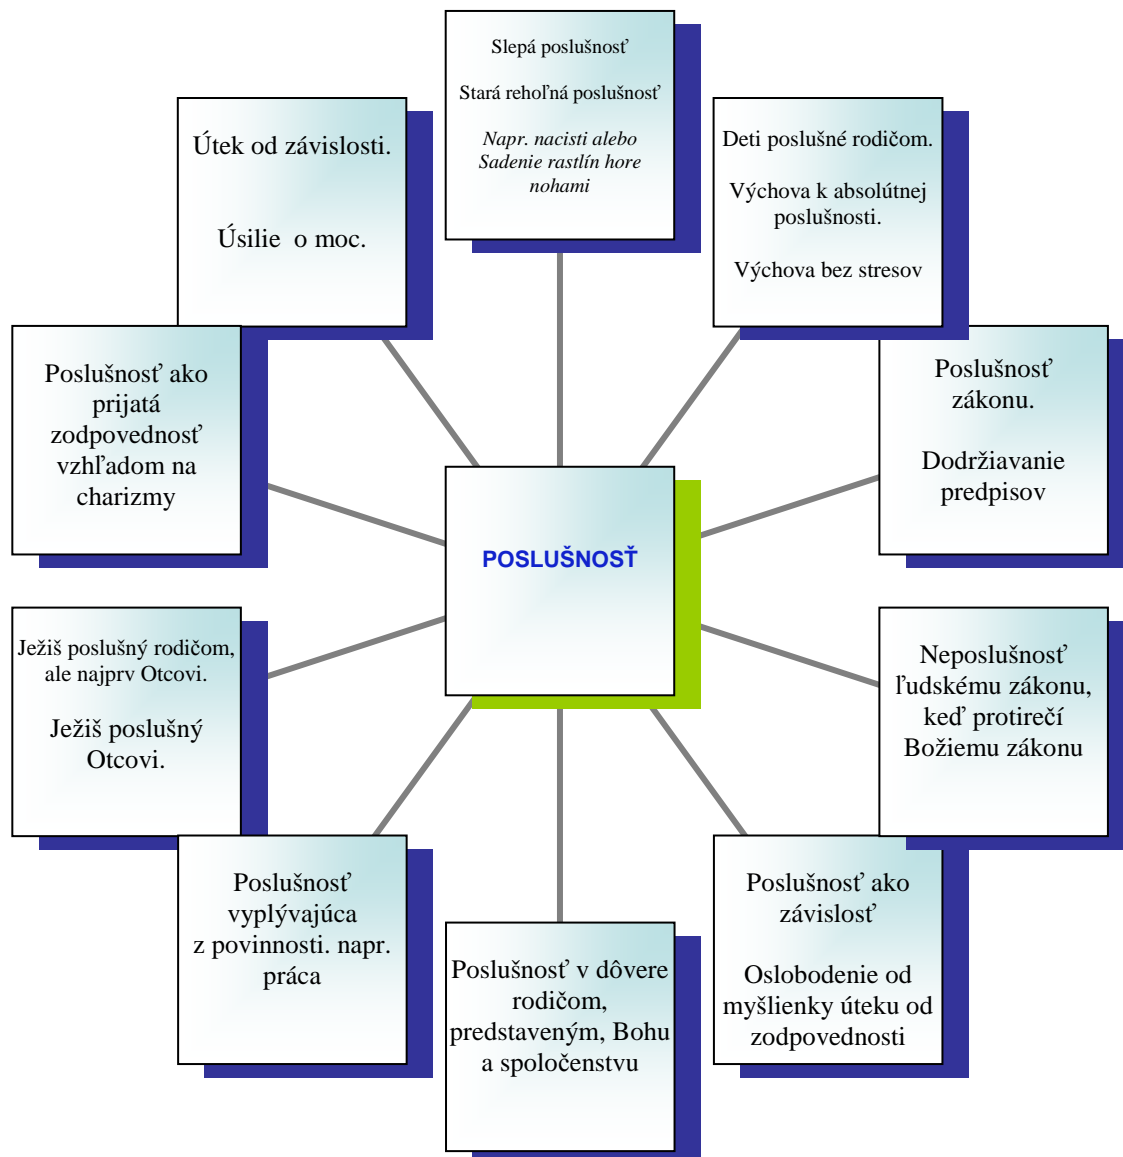 Slepá poslušnosť
Stará rehoľná poslušnosť
Napr. nacisti alebo
Sadenie rastlín hore
nohami
Deti poslušné rodičom.
Výchova k absolútnej
poslušnosti.
Výchova bez stresov
Poslušnosť
zákonu.
Dodržiavanie
predpisov
Neposlušnosť
ľudskému zákonu,
keď protirečí
Božiemu zákonu
Poslušnosť ako
závislosť
Oslobodenie od
myšlienky úteku od
zodpovednosti
Poslušnosť v dôvere
rodičom,
predstaveným, Bohu
a spoločenstvu
Poslušnosť
vyplývajúca
z povinnosti. napr.
práca
Ježiš poslušný rodičom,
ale najprv Otcovi.
Ježiš poslušný
Otcovi.
Poslušnosť ako
prijatá
zodpovednosť
vzhľadom na
charizmy
Útek od závislosti.
Úsilie  o moc.
POSLUŠNOSŤ